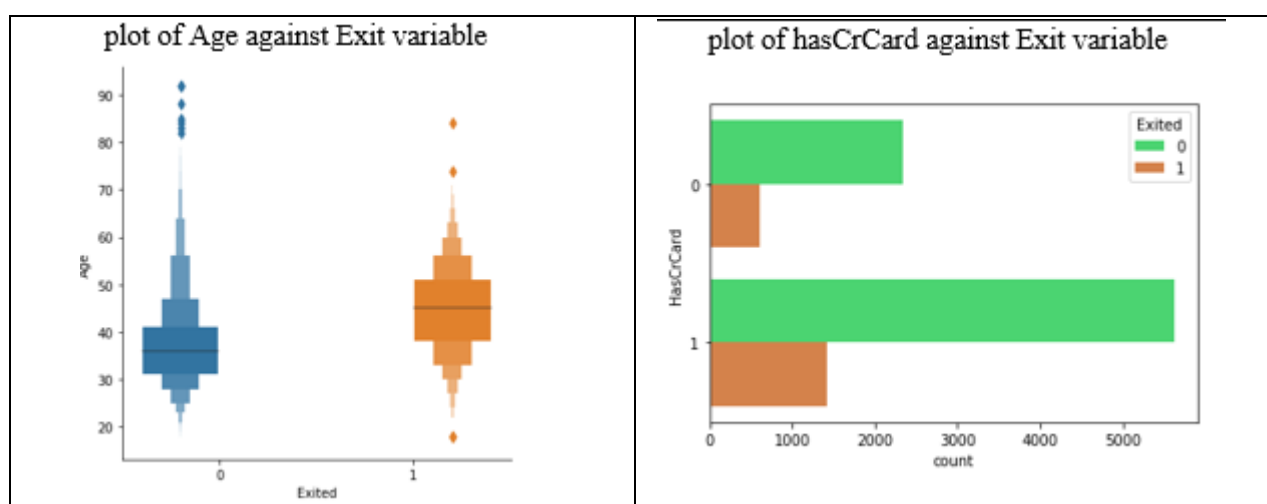 plot of Age against Exit variable
90
80
70
60
50
40
30
20
Age
0
1
Exited
plot of hasCrCard against Exit variable
Exited
0
1
0
1
HasCrCard
0
1000
2000
3000
4000
5000
count